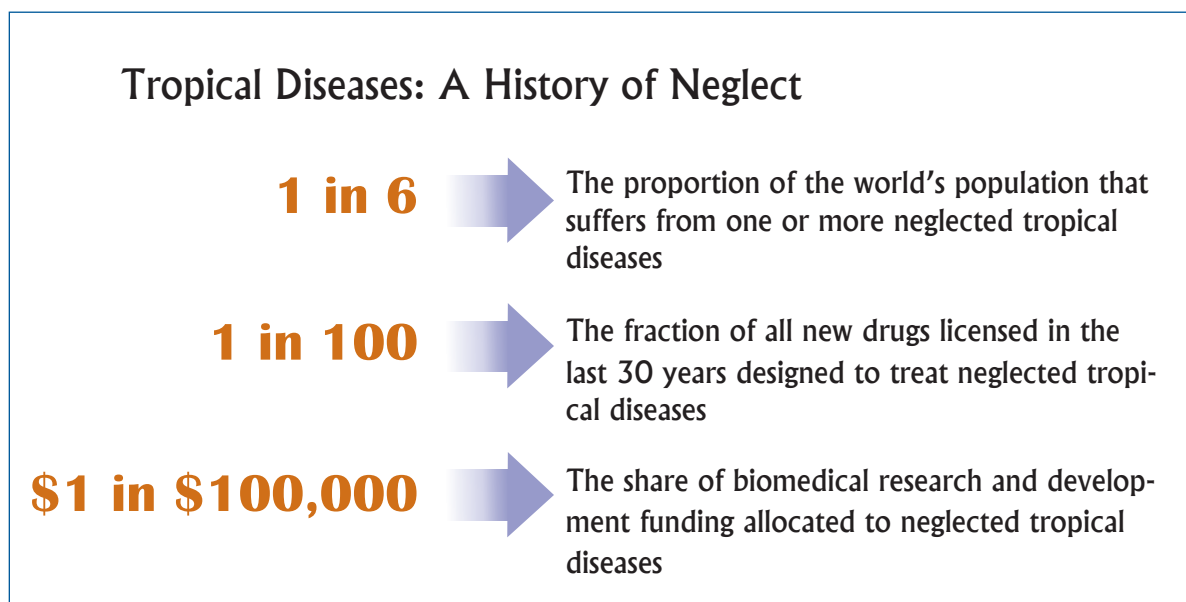 Tropical Diseases: A History of Neglect
1 in 6
The proportion of the world's population that
suffers from one or more neglected tropical
diseases
1 in 100
The fraction of all new drugs licensed in the
last 30 years designed to treat neglected tropi-
cal diseases
$1 in $100,000
The share of biomedical research and develop-
ment funding allocated to neglected tropical
diseases